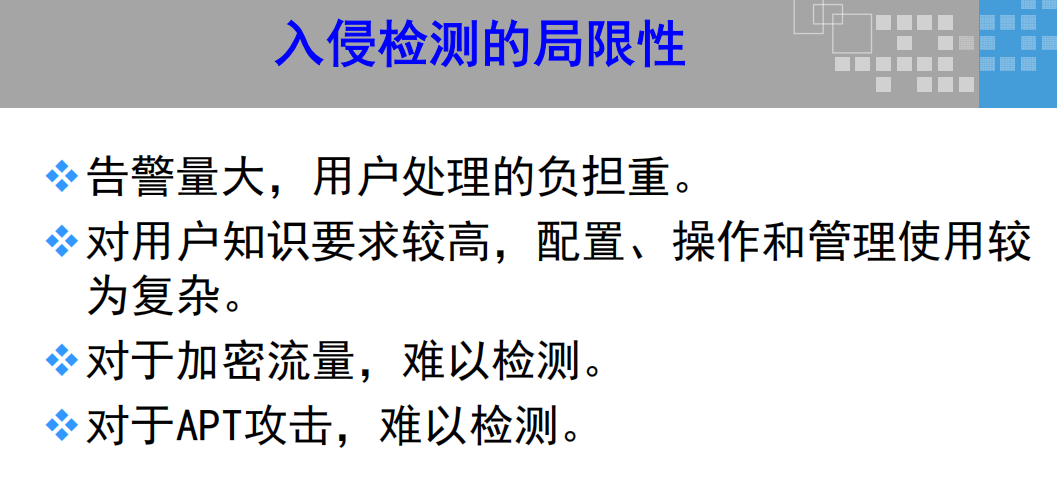 入侵检测的局限性
告警量大，用户处理的负担重。
对用户知识要求较高，配置、操作和管理使用较
为复杂。
对于加密流量，难以检测。
对于APT攻击，难以检测。